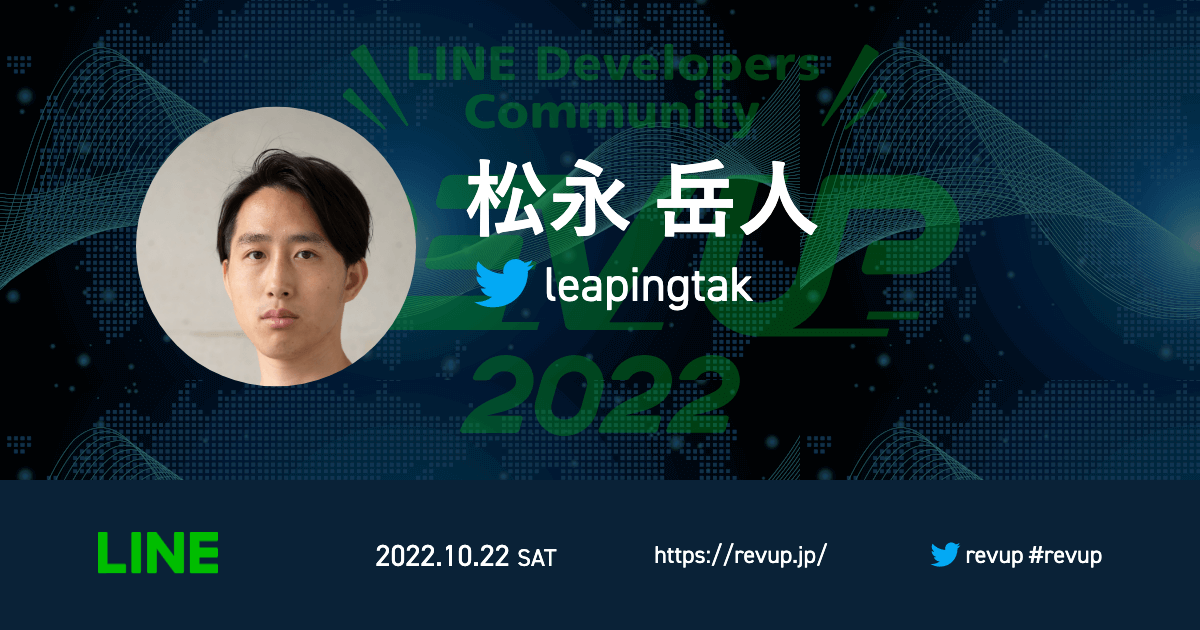 LINE Developers
Community
REVUP
2022
松永 岳人
leapingtak
LINE
2022.10.22 SAT
https://revup.jp/
revup #revup